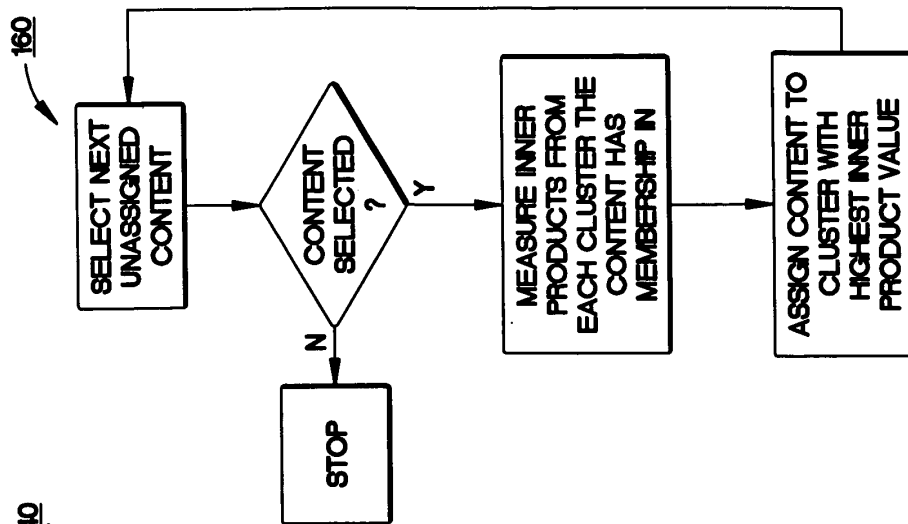 160
SELECT NEXT
UNASSIGNED
CONTENT
CONTENT
SELECTED
?
N
Y
STOP
MEASURE INNER
PRODUCTS FROM
EACH CLUSTER THE
CONTENT HAS
MEMBERSHIP IN
ASSIGN CONTENT TO
CLUSTER WITH
HIGHEST INNER
PRODUCT VALUE
40